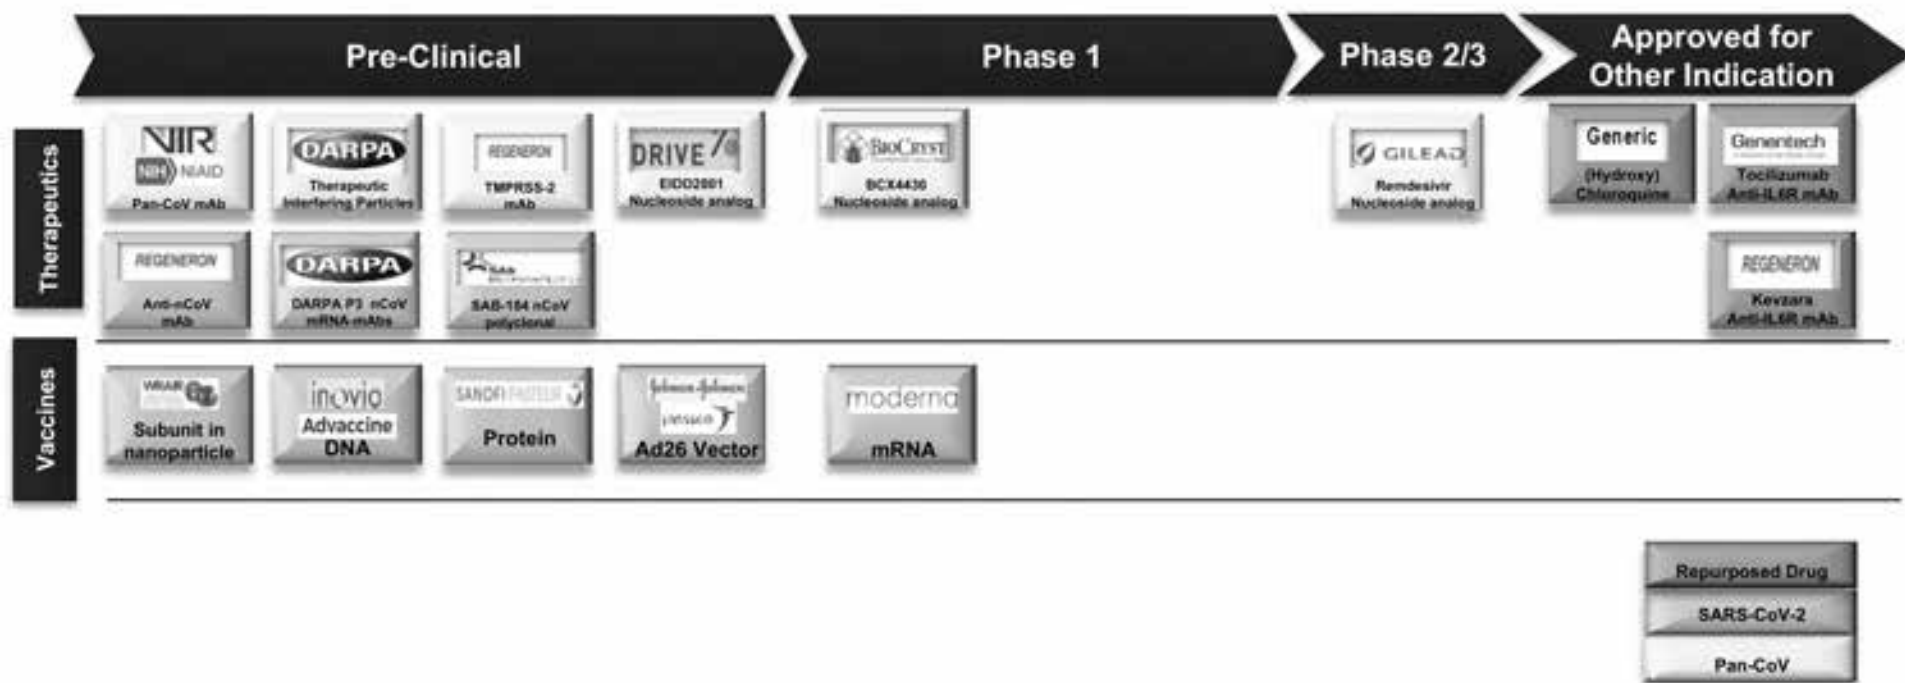 Pre-Clinical
Phase 1
Phase 2/3
Approved for
Other Indication
Therapeutics
VIR
NIH NIAID
Pan-CoV mAb
DARPA
Therapeutic
Interfering Particles
REGENERON
TMPRSS-2
mAb
DRIVE
EIDD2801
Nucleoside analog
BIOCRYST
BCX4430
Nucleoside analog
GILEAD
Remdesivir
Nucleoside analog
Generic
(Hydroxy)
Chloroquine
Genentech
Tocilizumab
Anti-IL6R mAb
REGENERON
Anti-nCoV
mAb
DARPA
DARPA P3 nCoV
mRNA-mAbs
SAb
SAB-184 nCoV
polyclonal
REGENERON
Kevzara
Anti-IL6R mAb
Vaccines
WRAIR
Subunit in
nanoparticle
inovio
Advaccine
DNA
SANOFI PASTEUR
Protein
Johnson & Johnson
janssen
Ad26 Vector
moderna
mRNA
Repurposed Drug
SARS-CoV-2
Pan-CoV